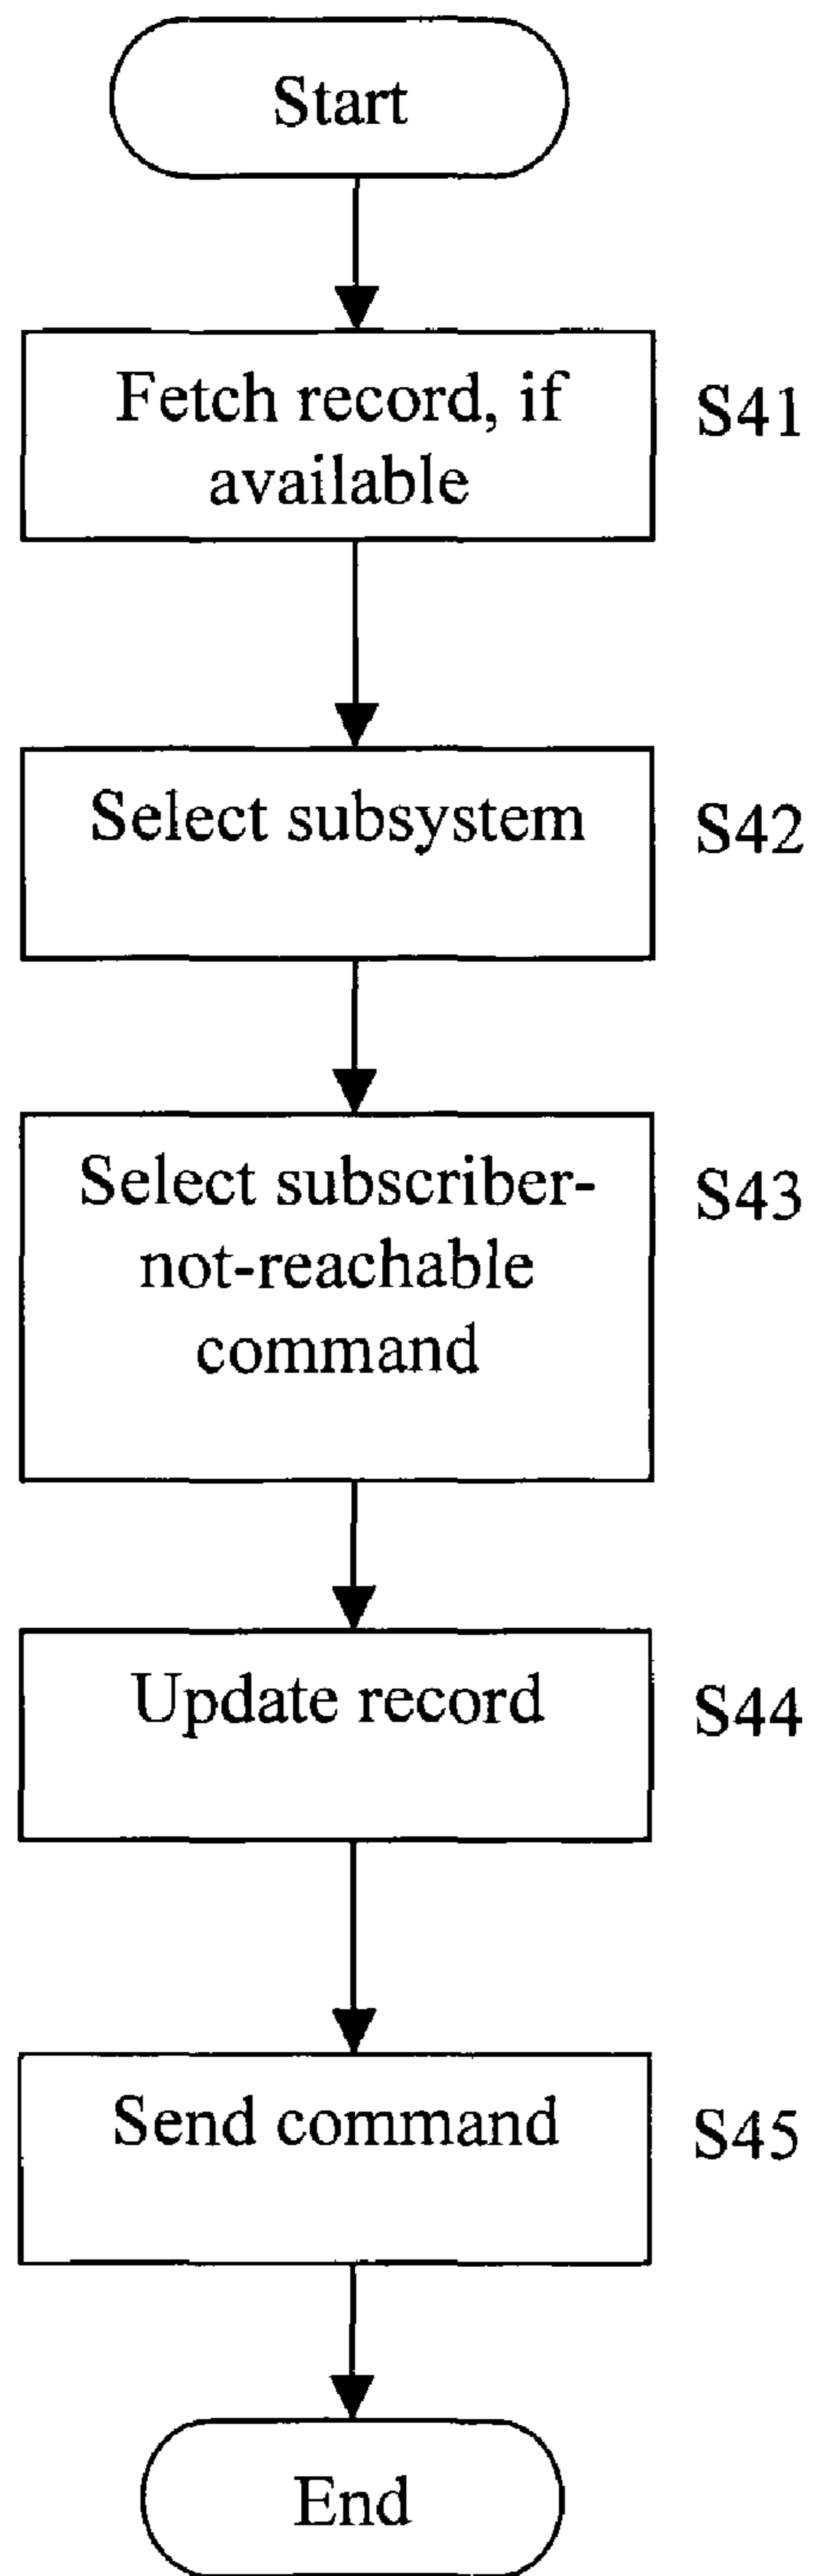 Start
Fetch record, if
available
S41
Select subsystem
S42
Select subscriber-
not-reachable
command
S43
Update record
S44
Send command
S45
End